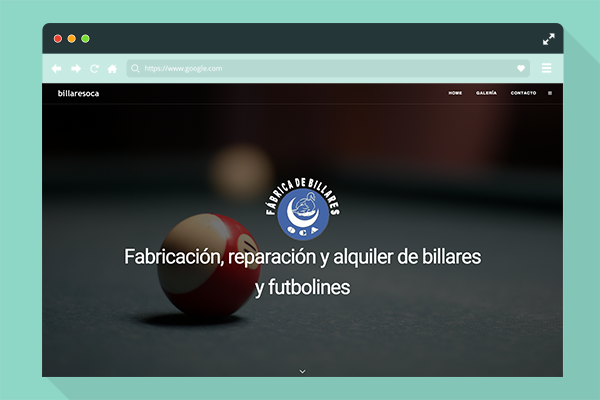 https://www.google.com
billaresoca
HOME GALERÍA CONTACTO
FÁBRICA DE BILLARES
OCA
Fabricación, reparación y alquiler de billares
y futbolines